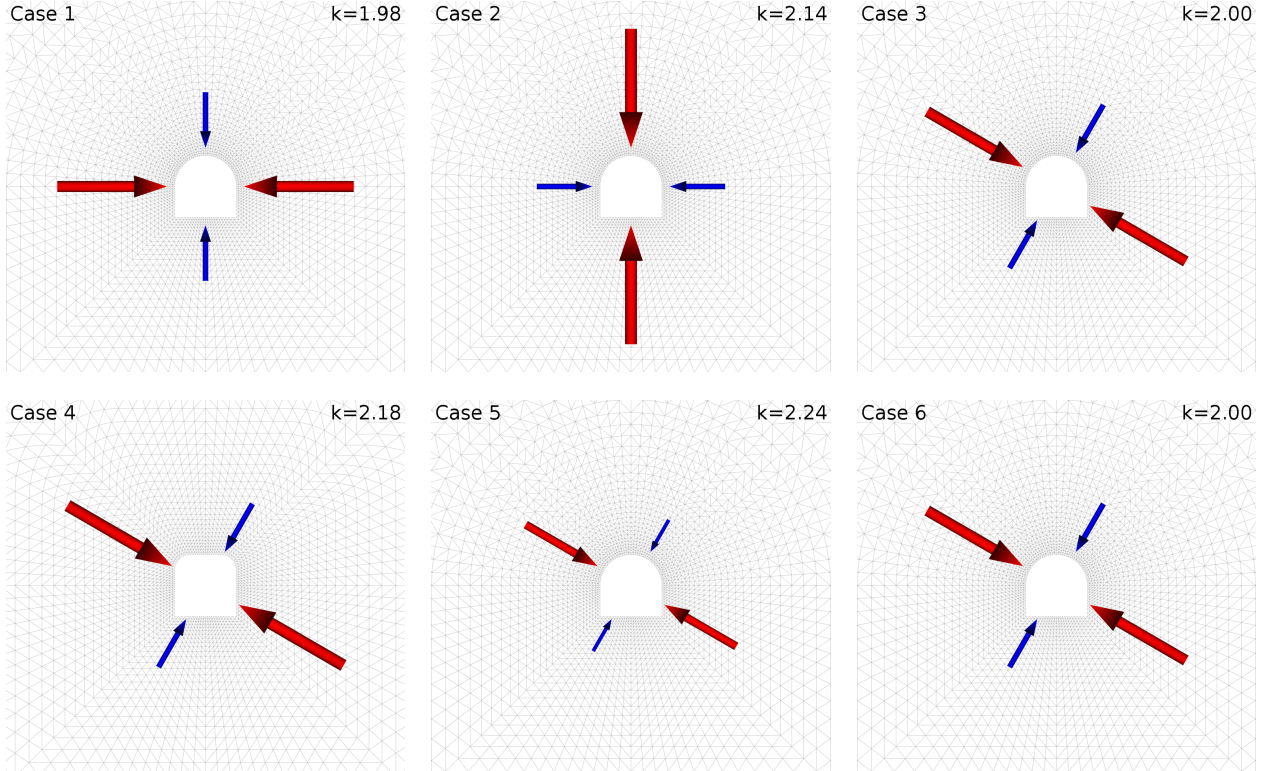 Case 1 k=1.98
Case 2 k=2.14
Case 3 k=2.00
Case 4 k=2.18
Case 5 k=2.24
Case 6 k=2.00